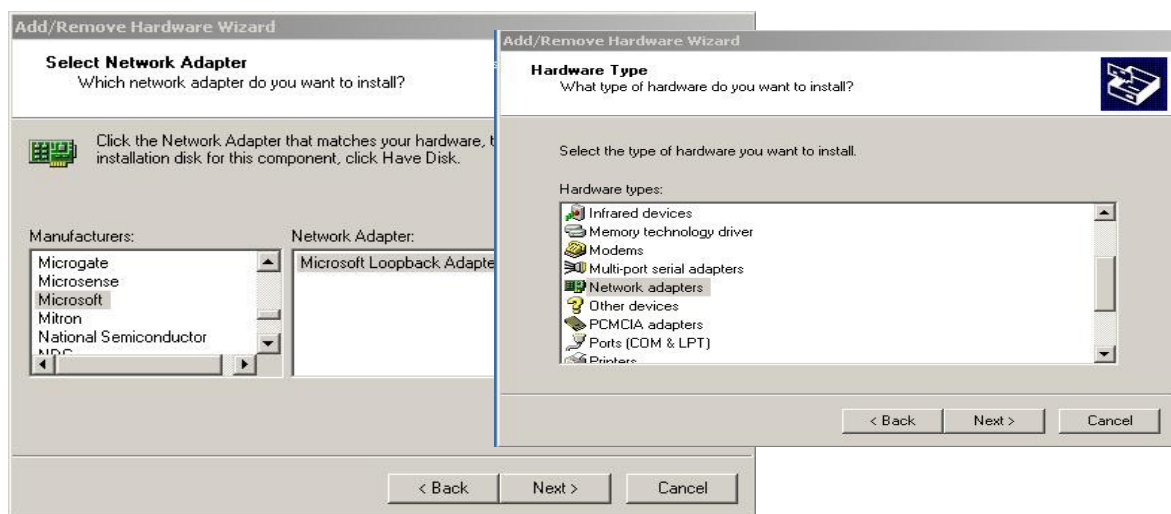 Add/Remove Hardware Wizard
Select Network Adapter
Which network adapter do you want to install?
Click the Network Adapter that matches your hardware,
installation disk for this component, click Have Disk.
Manufacturers:
Microgate
Microsense
Microsoft
Mitron
National Semiconductor
Network Adapter:
Microsoft Loopback Adapte
< Back
Next >
Cancel
Add/Remove Hardware Wizard
Hardware Type
What type of hardware do you want to install?
Select the type of hardware you want to install.
Hardware types:
Infrared devices
Memory technology driver
Modems
Multi-port serial adapters
Network adapters
Other devices
PCMCIA adapters
Ports (COM & LPT)
Printers
< Back
Next >
Cancel